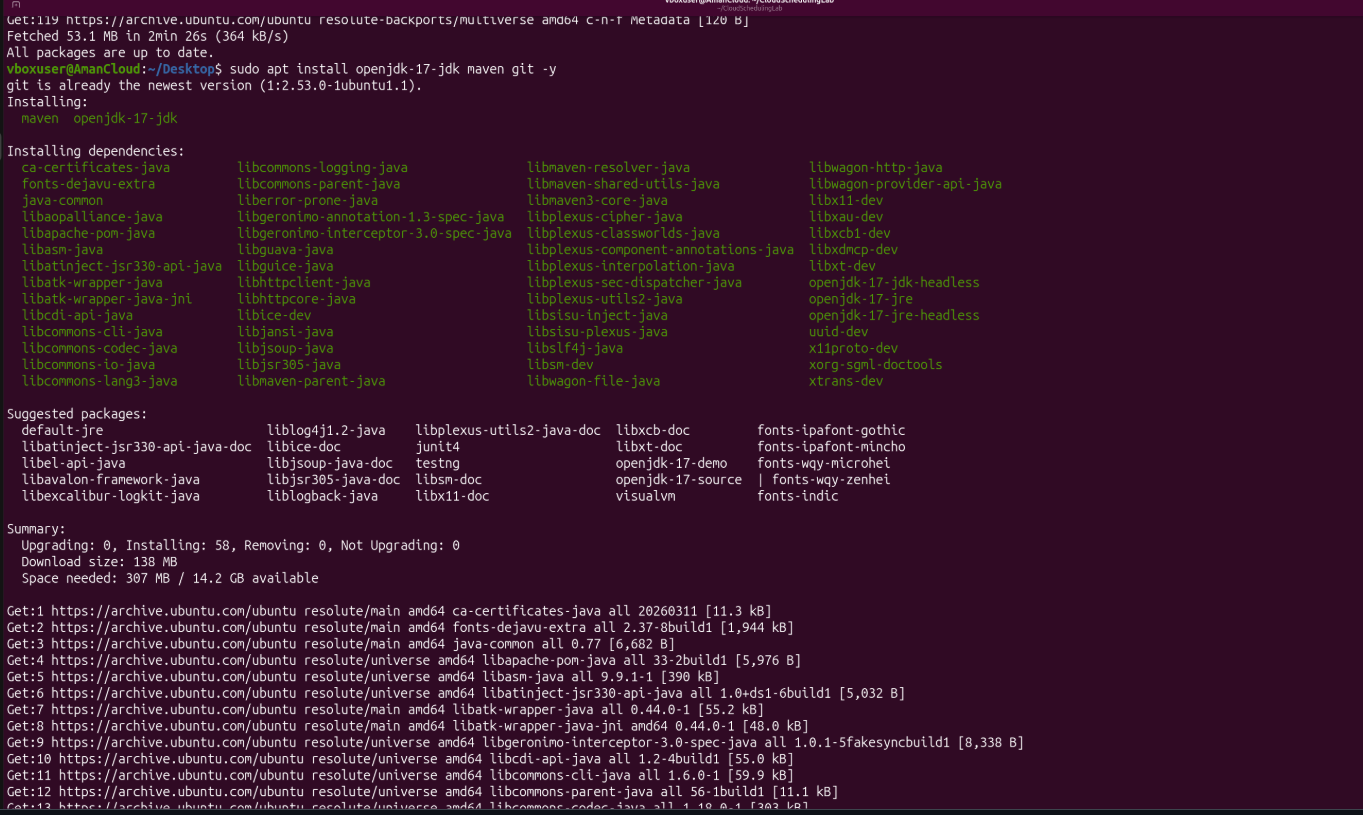 vboxuser@AmanCloud: ~/CloudSchedulingLab
~/CloudSchedulingLab
Get:119 https://archive.ubuntu.com/ubuntu resolute-backports/multiverse amd64 c-n-f Metadata [120 B]
Fetched 53.1 MB in 2min 26s (364 kB/s)
All packages are up to date.
vboxuser@AmanCloud:~/Desktop$ sudo apt install openjdk-17-jdk maven git -y
git is already the newest version (1:2.53.0-1ubuntu1.1).
Installing:
maven openjdk-17-jdk
Installing dependencies:
ca-certificates-java libcommons-logging-java libmaven-resolver-java libwagon-http-java
fonts-dejavu-extra libcommons-parent-java libmaven-shared-utils-java libwagon-provider-api-java
java-common liberror-prone-java libmaven3-core-java libx11-dev
libaopalliance-java libgeronimo-annotation-1.3-spec-java libplexus-cipher-java libxau-dev
libapache-pom-java libgeronimo-interceptor-3.0-spec-java libplexus-classworlds-java libxcb1-dev
libasm-java libguava-java libplexus-component-annotations-java libxdmcp-dev
libatinject-jsr330-api-java libguice-java libplexus-interpolation-java libxt-dev
libatk-wrapper-java libhttpclient-java libplexus-sec-dispatcher-java openjdk-17-jdk-headless
libatk-wrapper-java-jni libhttpcore-java libplexus-utils2-java openjdk-17-jre
libcdi-api-java libice-dev libsisu-inject-java openjdk-17-jre-headless
libcommons-cli-java libjansi-java libsisu-plexus-java uuid-dev
libcommons-codec-java libjsoup-java libslf4j-java x11proto-dev
libcommons-io-java libjsr305-java libsm-dev xorg-sgml-doctools
libcommons-lang3-java libmaven-parent-java libwagon-file-java xtrans-dev
Suggested packages:
default-jre liblog4j1.2-java libplexus-utils2-java-doc libxcb-doc fonts-ipafont-gothic
libatinject-jsr330-api-java-doc libice-doc junit4 libxt-doc fonts-ipafont-mincho
libel-api-java libjsoup-java-doc testng openjdk-17-demo fonts-wqy-microhei
libavalon-framework-java libjsr305-java-doc libsm-doc openjdk-17-source | fonts-wqy-zenhei
libexcalibur-logkit-java liblogback-java libx11-doc visualvm fonts-indic
Summary:
Upgrading: 0, Installing: 58, Removing: 0, Not Upgrading: 0
Download size: 138 MB
Space needed: 307 MB / 14.2 GB available
Get:1 https://archive.ubuntu.com/ubuntu resolute/main amd64 ca-certificates-java all 20260311 [11.3 kB]
Get:2 https://archive.ubuntu.com/ubuntu resolute/main amd64 fonts-dejavu-extra all 2.37-8build1 [1,944 kB]
Get:3 https://archive.ubuntu.com/ubuntu resolute/main amd64 java-common all 0.77 [6,682 B]
Get:4 https://archive.ubuntu.com/ubuntu resolute/universe amd64 libapache-pom-java all 33-2build1 [5,976 B]
Get:5 https://archive.ubuntu.com/ubuntu resolute/universe amd64 libasm-java all 9.9.1-1 [390 kB]
Get:6 https://archive.ubuntu.com/ubuntu resolute/universe amd64 libatinject-jsr330-api-java all 1.0+ds1-6build1 [5,032 B]
Get:7 https://archive.ubuntu.com/ubuntu resolute/main amd64 libatk-wrapper-java all 0.44.0-1 [55.2 kB]
Get:8 https://archive.ubuntu.com/ubuntu resolute/main amd64 libatk-wrapper-java-jni amd64 0.44.0-1 [48.0 kB]
Get:9 https://archive.ubuntu.com/ubuntu resolute/universe amd64 libgeronimo-interceptor-3.0-spec-java all 1.0.1-5fakesyncbuild1 [8,338 B]
Get:10 https://archive.ubuntu.com/ubuntu resolute/universe amd64 libcdi-api-java all 1.2-4build1 [55.0 kB]
Get:11 https://archive.ubuntu.com/ubuntu resolute/universe amd64 libcommons-cli-java all 1.6.0-1 [59.9 kB]
Get:12 https://archive.ubuntu.com/ubuntu resolute/universe amd64 libcommons-parent-java all 56-1build1 [11.1 kB]
Get:13 https://archive.ubuntu.com/ubuntu resolute/universe amd64 libcommons-codec-java all 1.18.0-1 [303 kB]